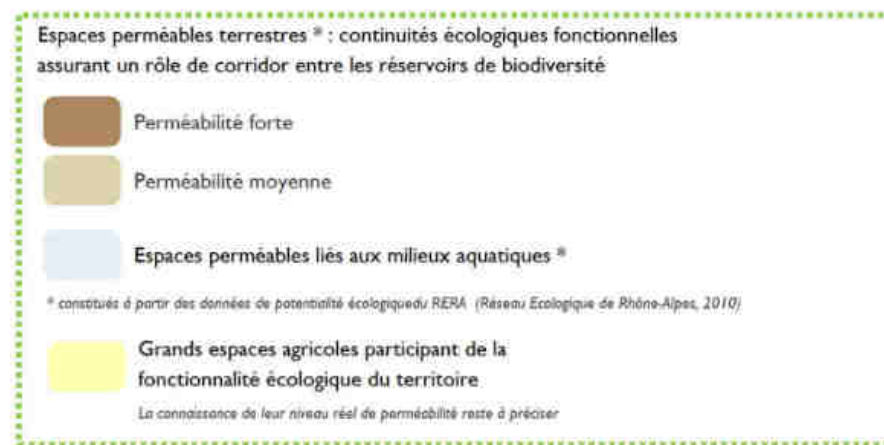 Espaces perméables terrestres * : continuités écologiques fonctionnelles
assurant un rôle de corridor entre les réservoirs de biodiversité
Perméabilité forte
Perméabilité moyenne
Espaces perméables liés aux milieux aquatiques *
* constitués à partir des données de potentialité écologiquedu RERA (Réseau Ecologique de Rhône-Alpes, 2010)
Grands espaces agricoles participant de la
fonctionnalité écologique du territoire
La connaissance de leur niveau réel de perméabilité reste à préciser